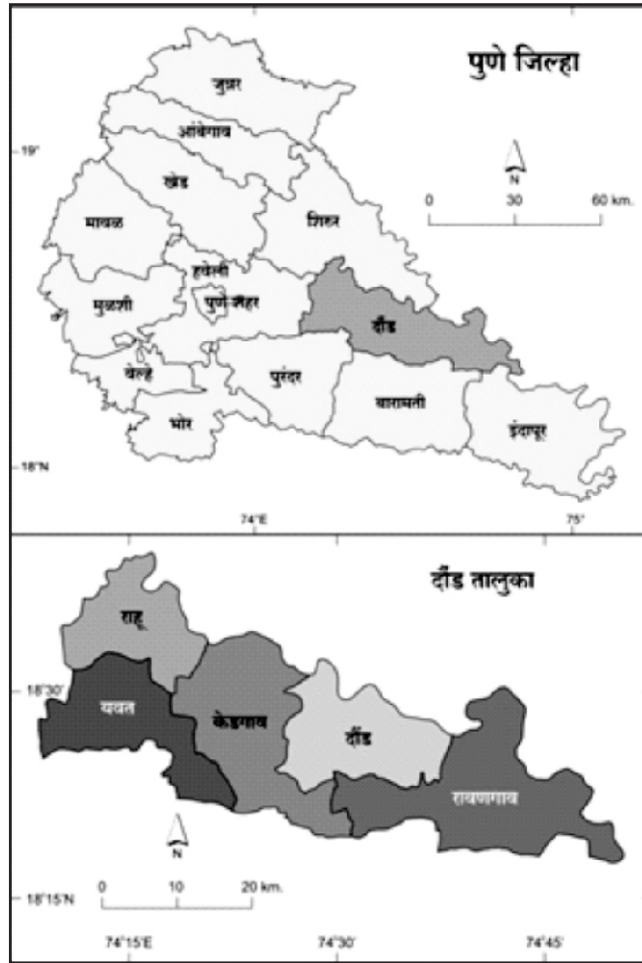 पुणे जिल्हा
जुन्नर
आंबेगाव
19°
खेड
N
0 30 60 km.
मावळ
शिरुर
हवेली
मुळशी
पुणे शहर
दौंड
वेल्हे
पुरंदर
बारामती
भोर
इंदापूर
18°N
74°E 75°
दौंड तालुका
राहू
18°30'
यवत
केडगाव
दौंड
रावणगाव
N
0 10 20 km.
18°15'N
74°15'E 74°30' 74°45'